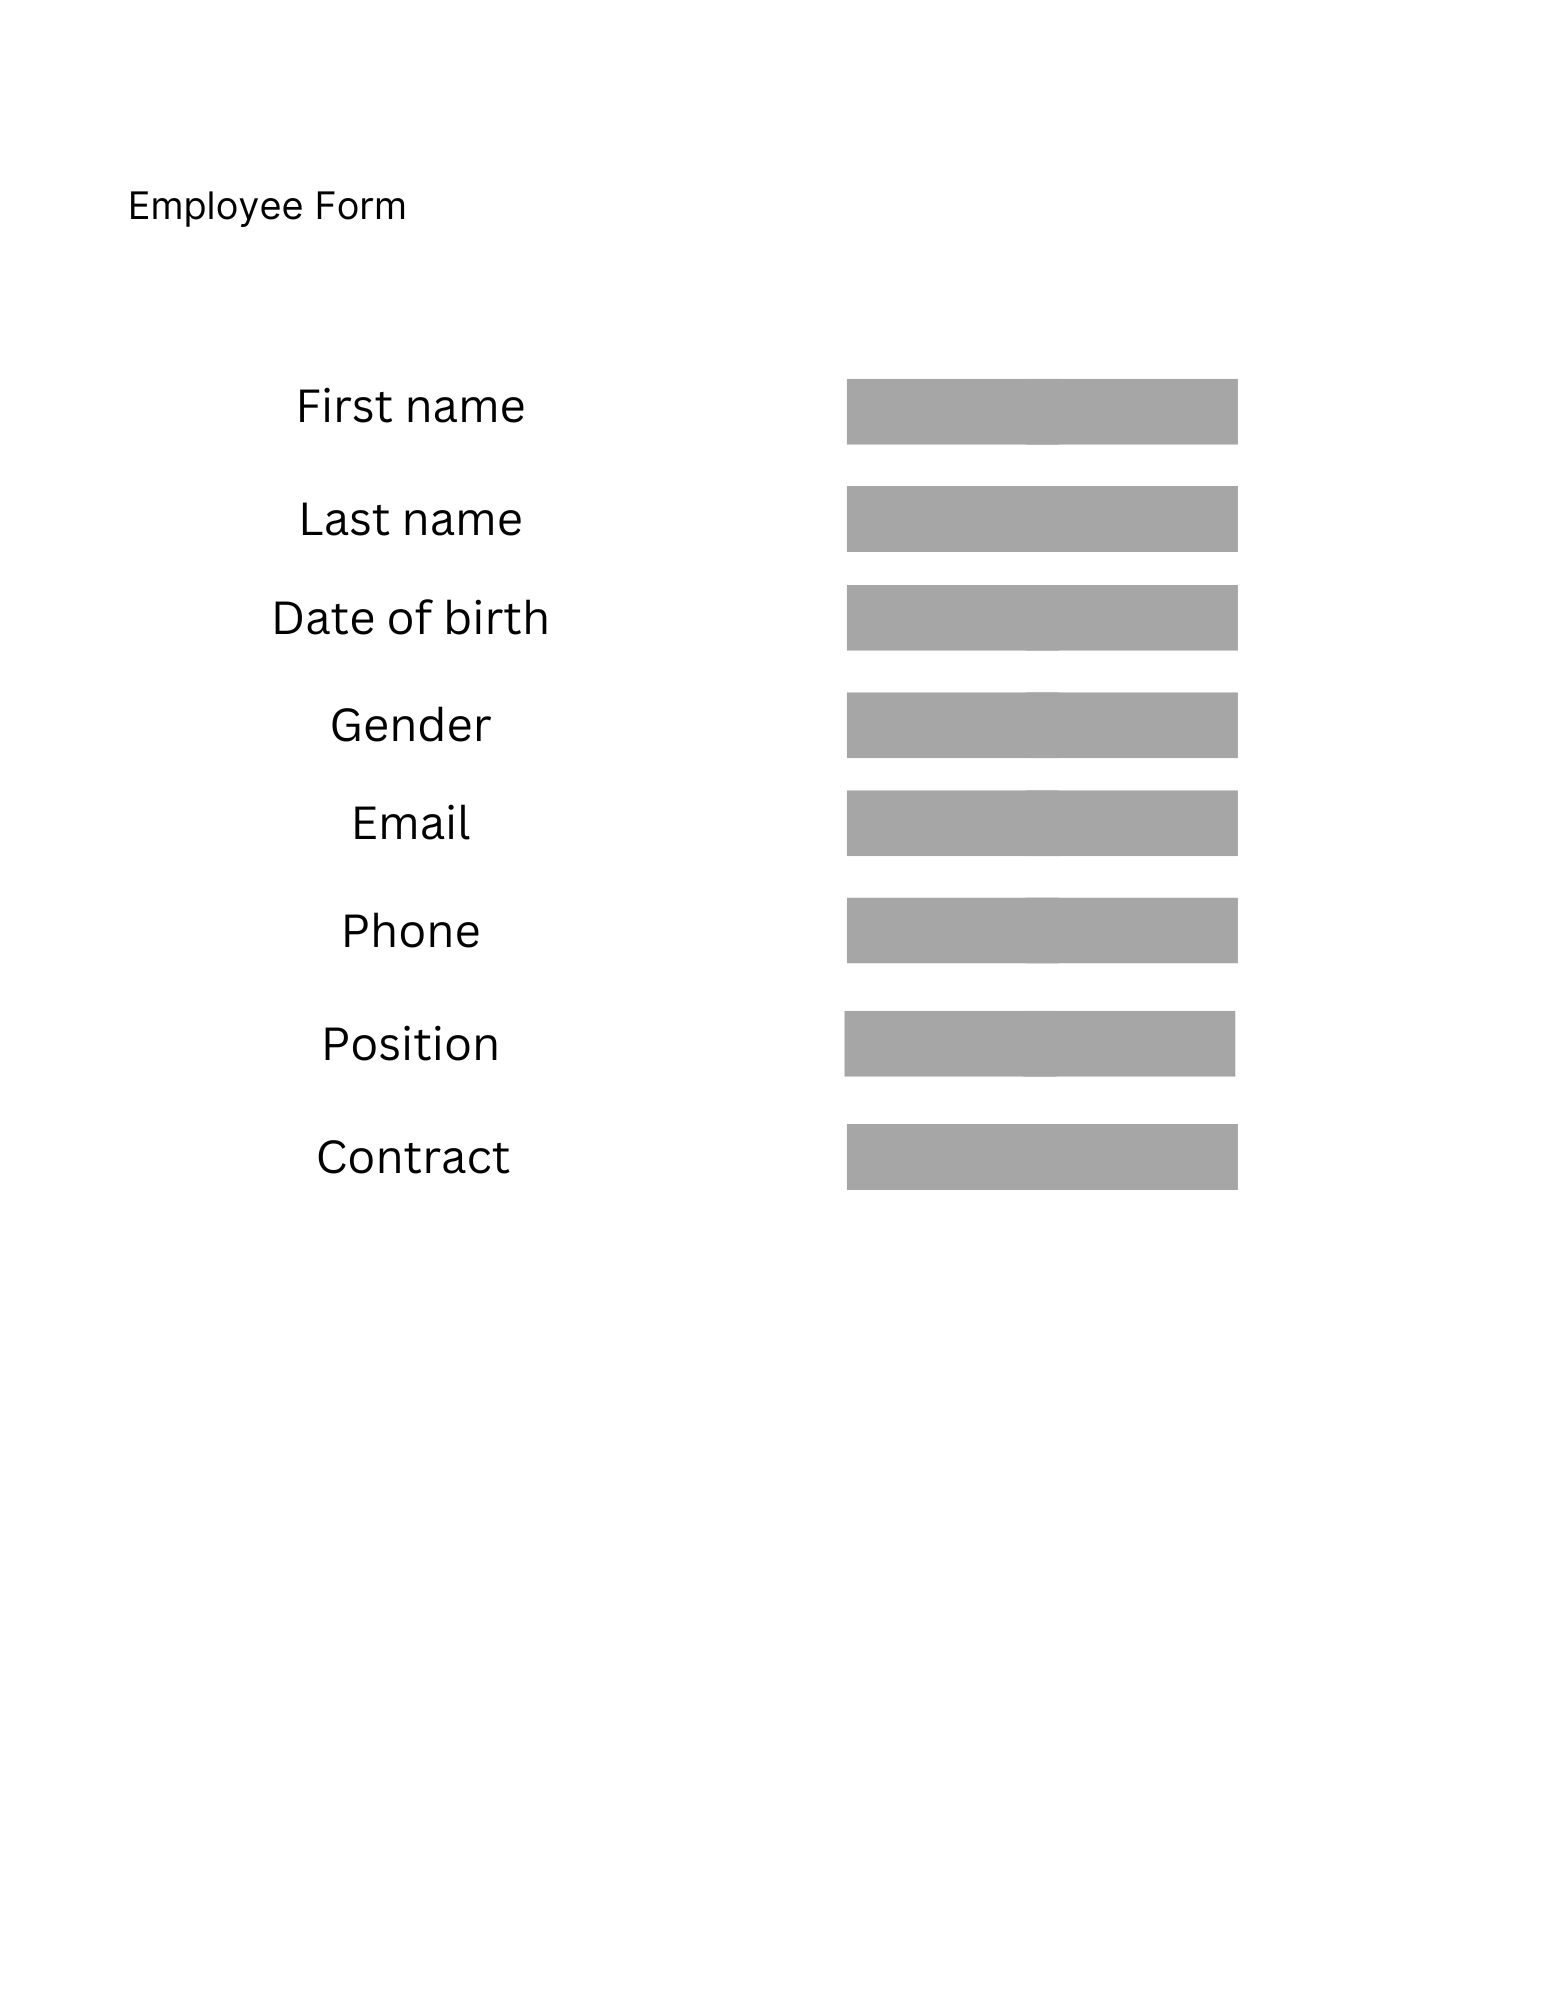 Employee Form
First name
Last name
Date of birth
Gender
Email
Phone
Position
Contract